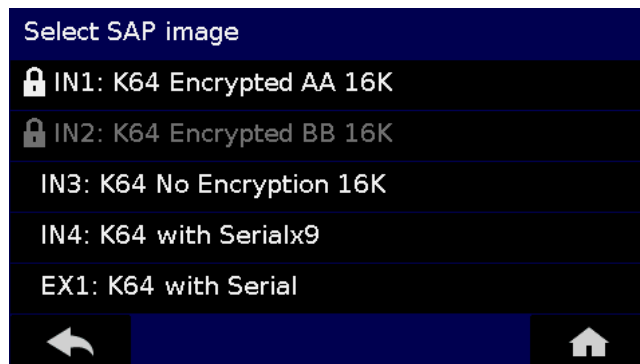 Select SAP image
IN1: K64 Encrypted AA 16K
IN2: K64 Encrypted BB 16K
IN3: K64 No Encryption 16K
IN4: K64 with Serialx9
EX1: K64 with Serial